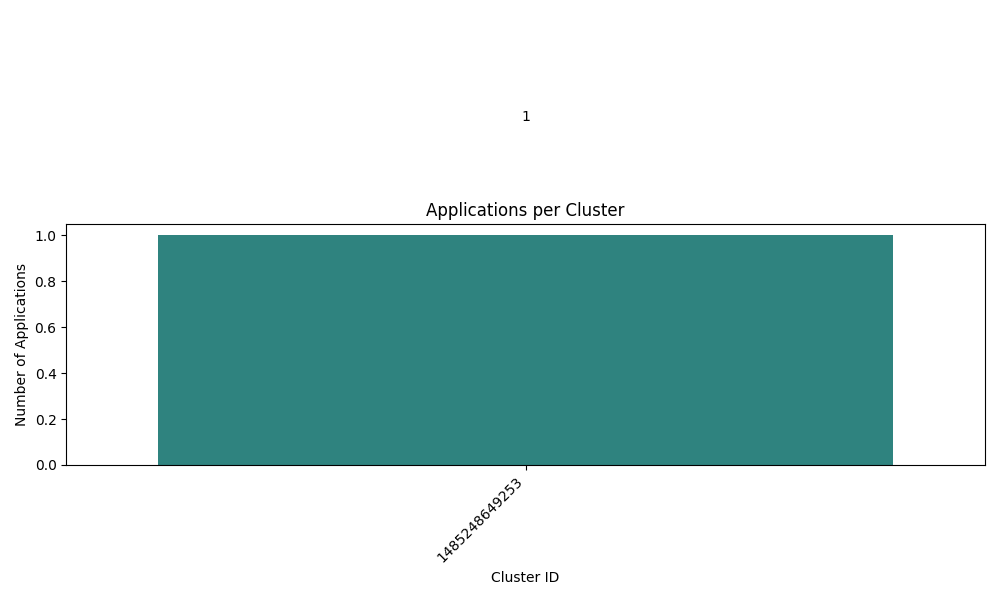 1
Applications per Cluster
Number of Applications
1.0
0.8
0.6
0.4
0.2
0.0
1485248649253
Cluster ID